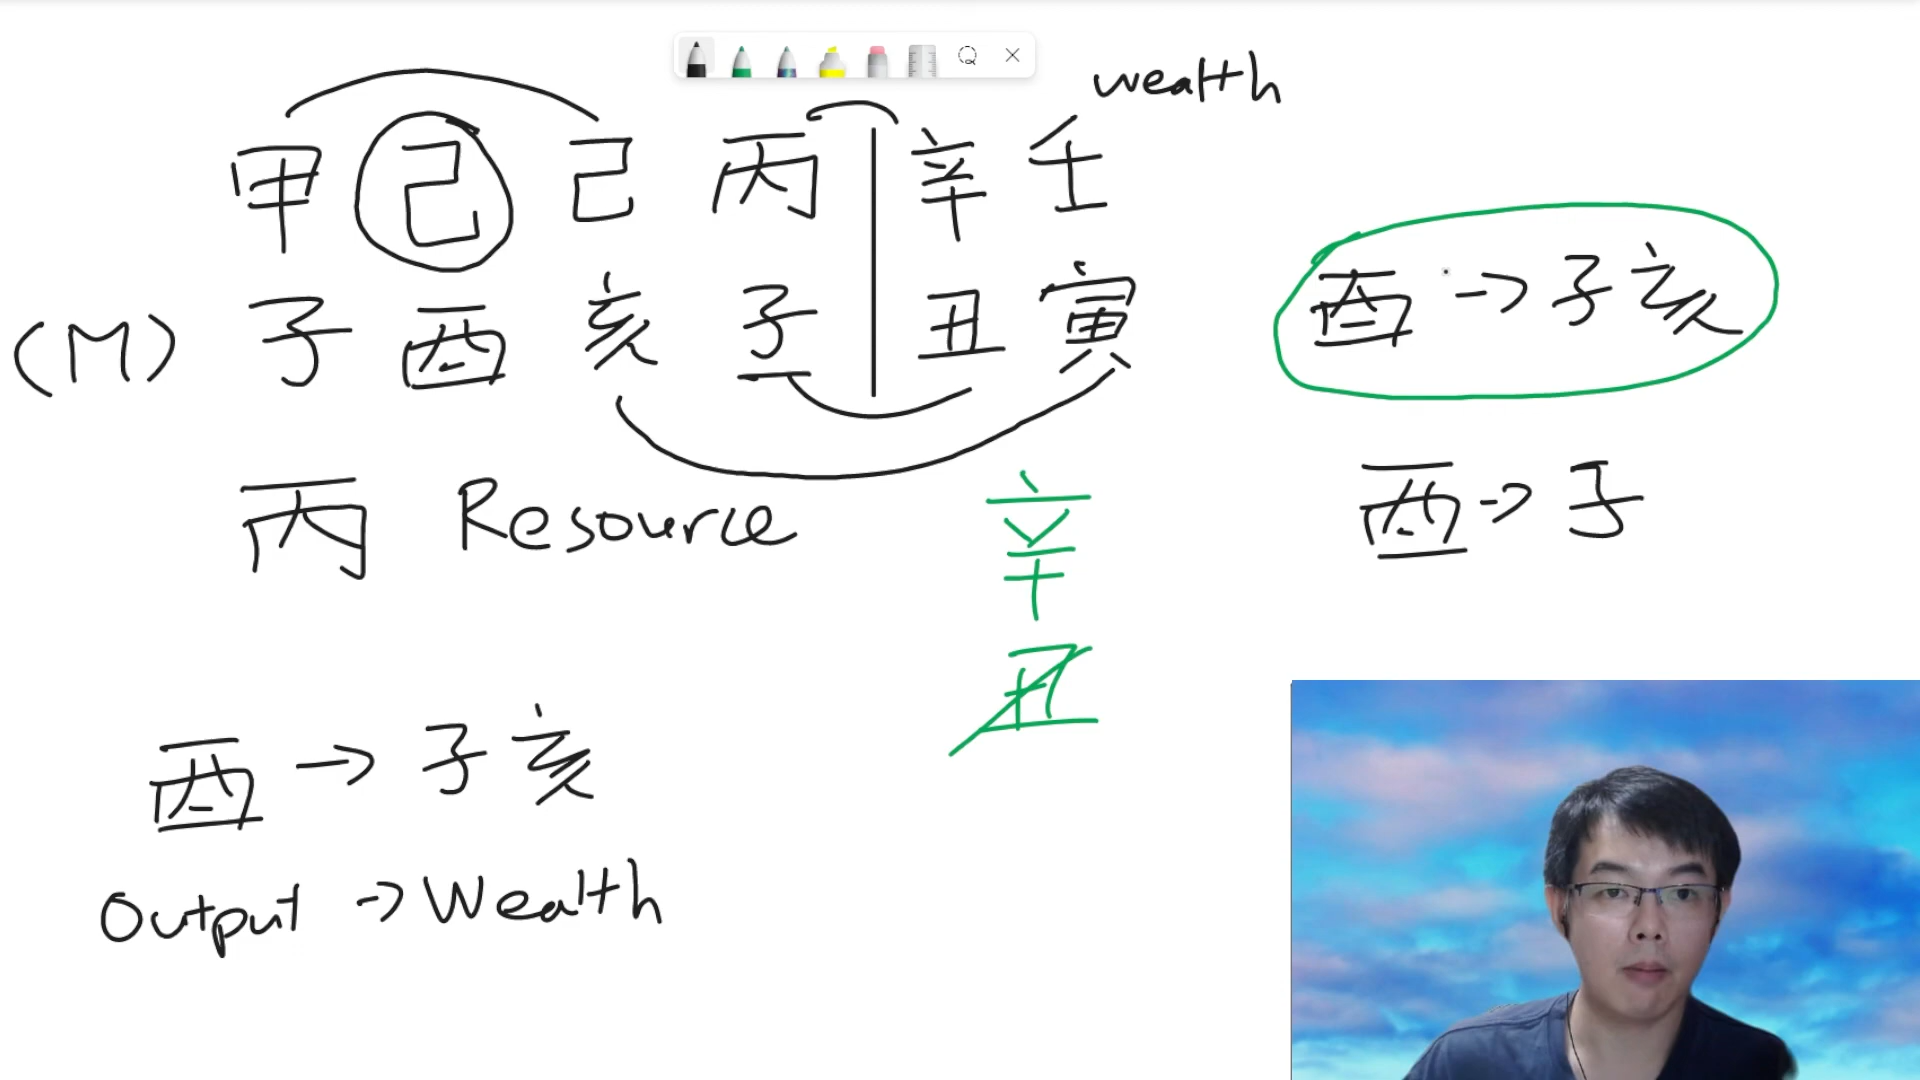 wealth
甲 己 己 丙 辛 壬
(M) 子 酉 亥 子 丑 寅
酉 → 子亥
丙 Resource
辛
丑
酉 → 子
酉 → 子亥
Output → Wealth